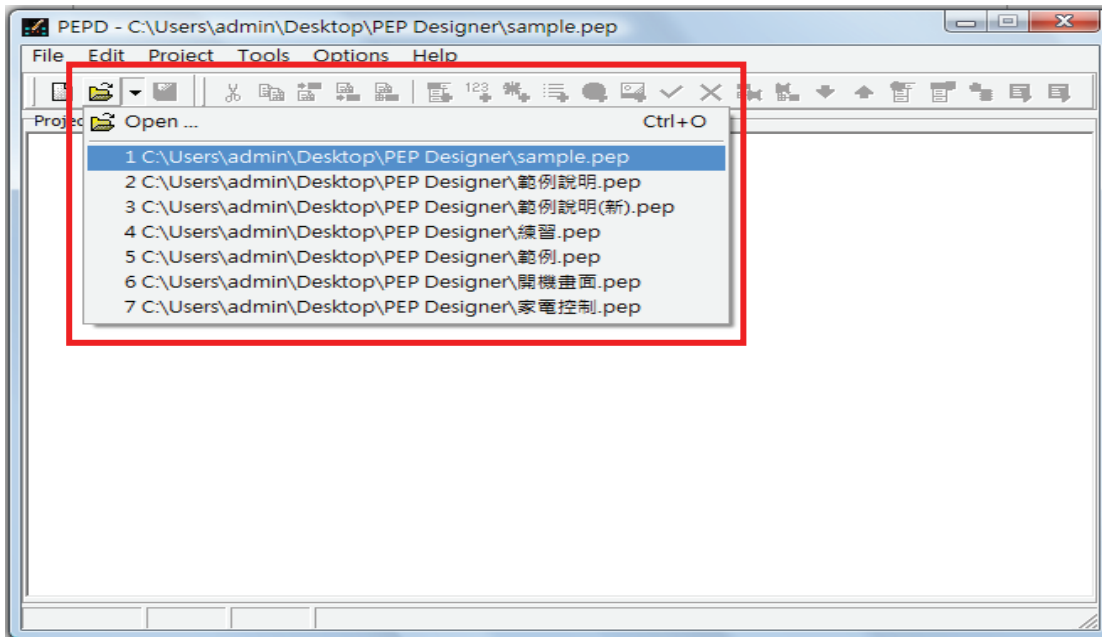 PEPD - C:\Users\admin\Desktop\PEP Designer\sample.pep
File Edit Project Tools Options Help
Projec
Open ... Ctrl+O
1 C:\Users\admin\Desktop\PEP Designer\sample.pep
2 C:\Users\admin\Desktop\PEP Designer\範例說明.pep
3 C:\Users\admin\Desktop\PEP Designer\範例說明(新).pep
4 C:\Users\admin\Desktop\PEP Designer\練習.pep
5 C:\Users\admin\Desktop\PEP Designer\範例.pep
6 C:\Users\admin\Desktop\PEP Designer\開機畫面.pep
7 C:\Users\admin\Desktop\PEP Designer\家電控制.pep